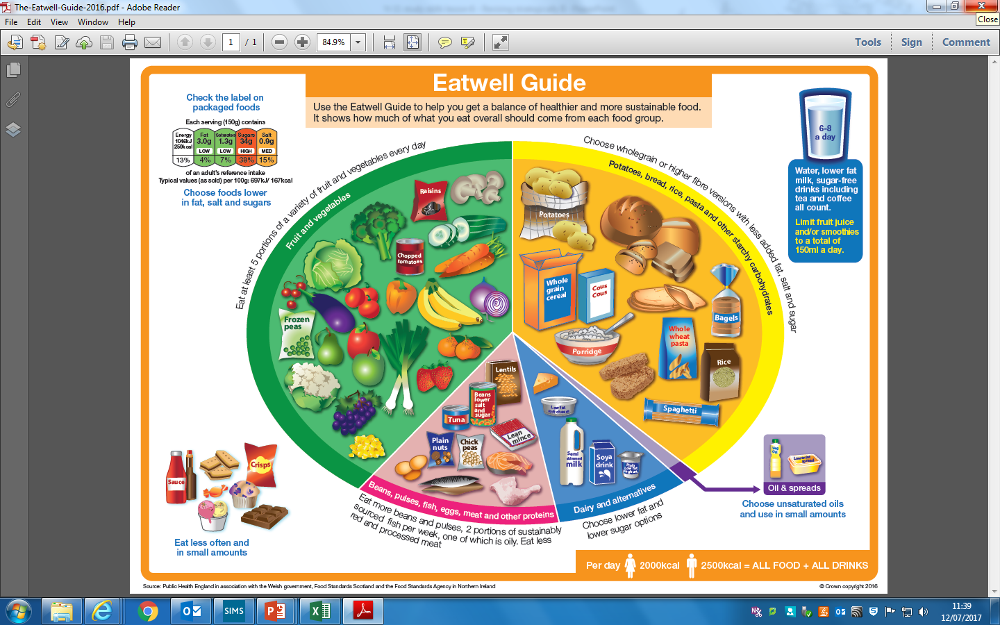 The-Eatwell-Guide-2016.pdf - Adobe Reader
Close
File Edit View Window Help
1 / 1 84.9% Tools Sign Comment
Eatwell Guide
Use the Eatwell Guide to help you get a balance of healthier and more sustainable food.
It shows how much of what you eat overall should come from each food group.
Check the label on
packaged foods
Each serving (150g) contains
Energy
1046kJ
250kcal
13%
Fat
3.0g
LOW
4%
Saturates
1.3g
LOW
7%
Sugars
34g
HIGH
38%
Salt
0.9g
MED
15%
of an adult's reference intake
Typical values (as sold) per 100g: 697kJ/ 167kcal
Choose foods lower
in fat, salt and sugars
6-8
a day
Water, lower fat
milk, sugar-free
drinks including
tea and coffee
all count.
Limit fruit juice
and/or smoothies
to a total of
150ml a day.
Eat at least 5 portions of a variety of fruit and vegetables every day
Fruit and vegetables
Raisins
Chopped
tomatoes
Frozen
peas
Choose wholegrain or higher fibre versions with less added fat, salt and sugar
Potatoes, bread, rice, pasta and other starchy carbohydrates
Potatoes
Whole
grain
cereal
Cous
Cous
Bagels
Whole
wheat
pasta
Porridge
Rice
Spaghetti
Lentils
Beans
lower
salt
and
sugar
Tuna
Lean
mince
Plain
nuts
Chick
peas
Beans, pulses, fish, eggs, meat and other proteins
Eat more beans and pulses, 2 portions of sustainably
sourced fish per week, one of which is oily. Eat less
red and processed meat
Low fat
soft cheese
Semi
skimmed
milk
Soya
drink
Plain
Low fat
yoghurt
Dairy and alternatives
Choose lower fat and
lower sugar options
Veg
Oil
Lower fat
spread
Oil & spreads
Choose unsaturated oils
and use in small amounts
Sauce
Crisps
Eat less often and
in small amounts
Per day 2000kcal 2500kcal = ALL FOOD + ALL DRINKS
Source: Public Health England in association with the Welsh government, Food Standards Scotland and the Food Standards Agency in Northern Ireland
© Crown copyright 2016
SIMS
11:39
12/07/2017